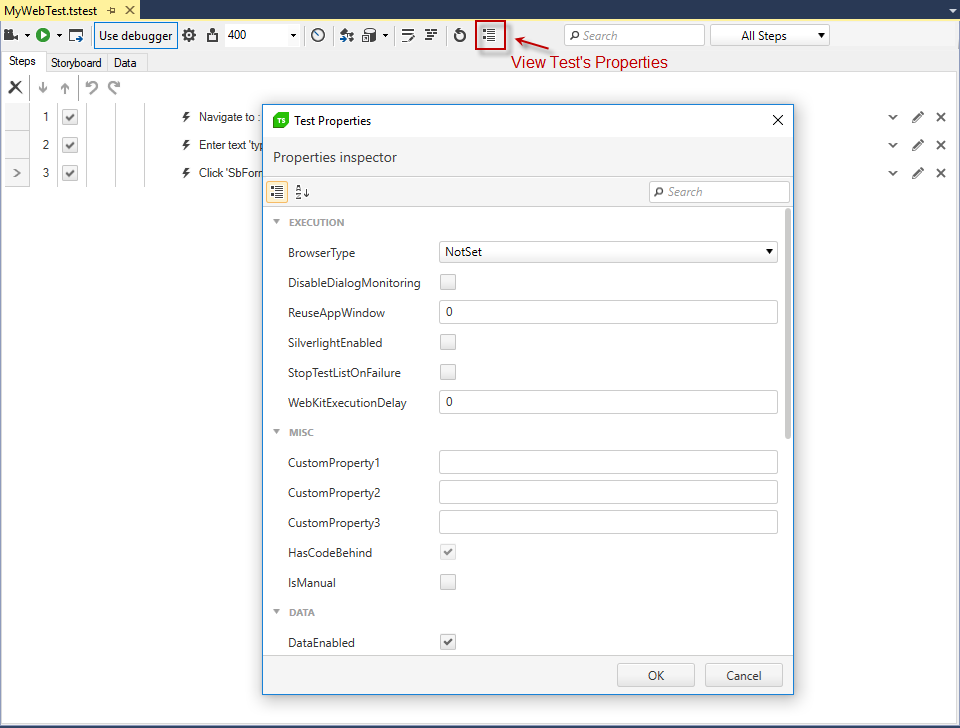 MyWebTest.tstest
Use debugger
400
Search
All Steps
View Test's Properties
Steps
Storyboard
Data
1
Navigate to :
2
Enter text 'typ
3
Click 'SbForm
TS
Test Properties
Properties inspector
Search
EXECUTION
BrowserType
NotSet
DisableDialogMonitoring
ReuseAppWindow
0
SilverlightEnabled
StopTestListOnFailure
WebKitExecutionDelay
0
MISC
CustomProperty1
CustomProperty2
CustomProperty3
HasCodeBehind
IsManual
DATA
DataEnabled
OK
Cancel